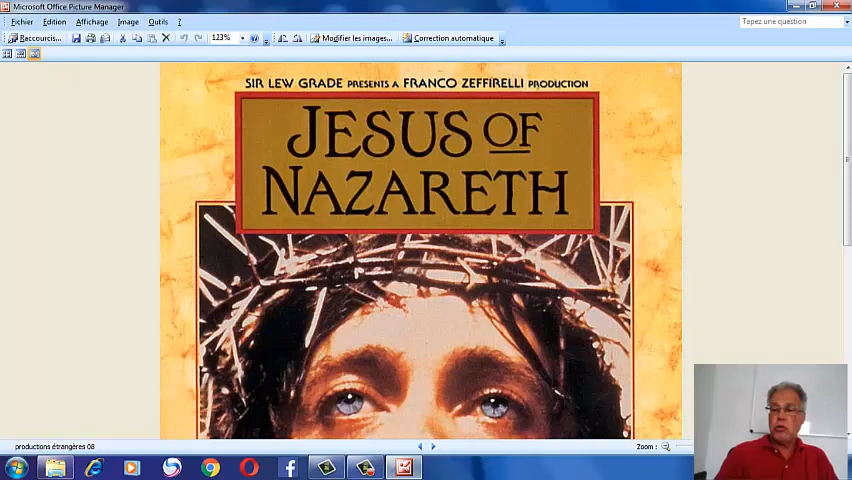 Microsoft Office Picture Manager
Fichier Edition Affichage Image Outils ?
Tapez une question
Raccourcis... 123% Modifier les images... Correction automatique
SIR LEW GRADE PRESENTS A FRANCO ZEFFIRELLI PRODUCTION
JESUS OF
NAZARETH
productions étrangères 08
Zoom :